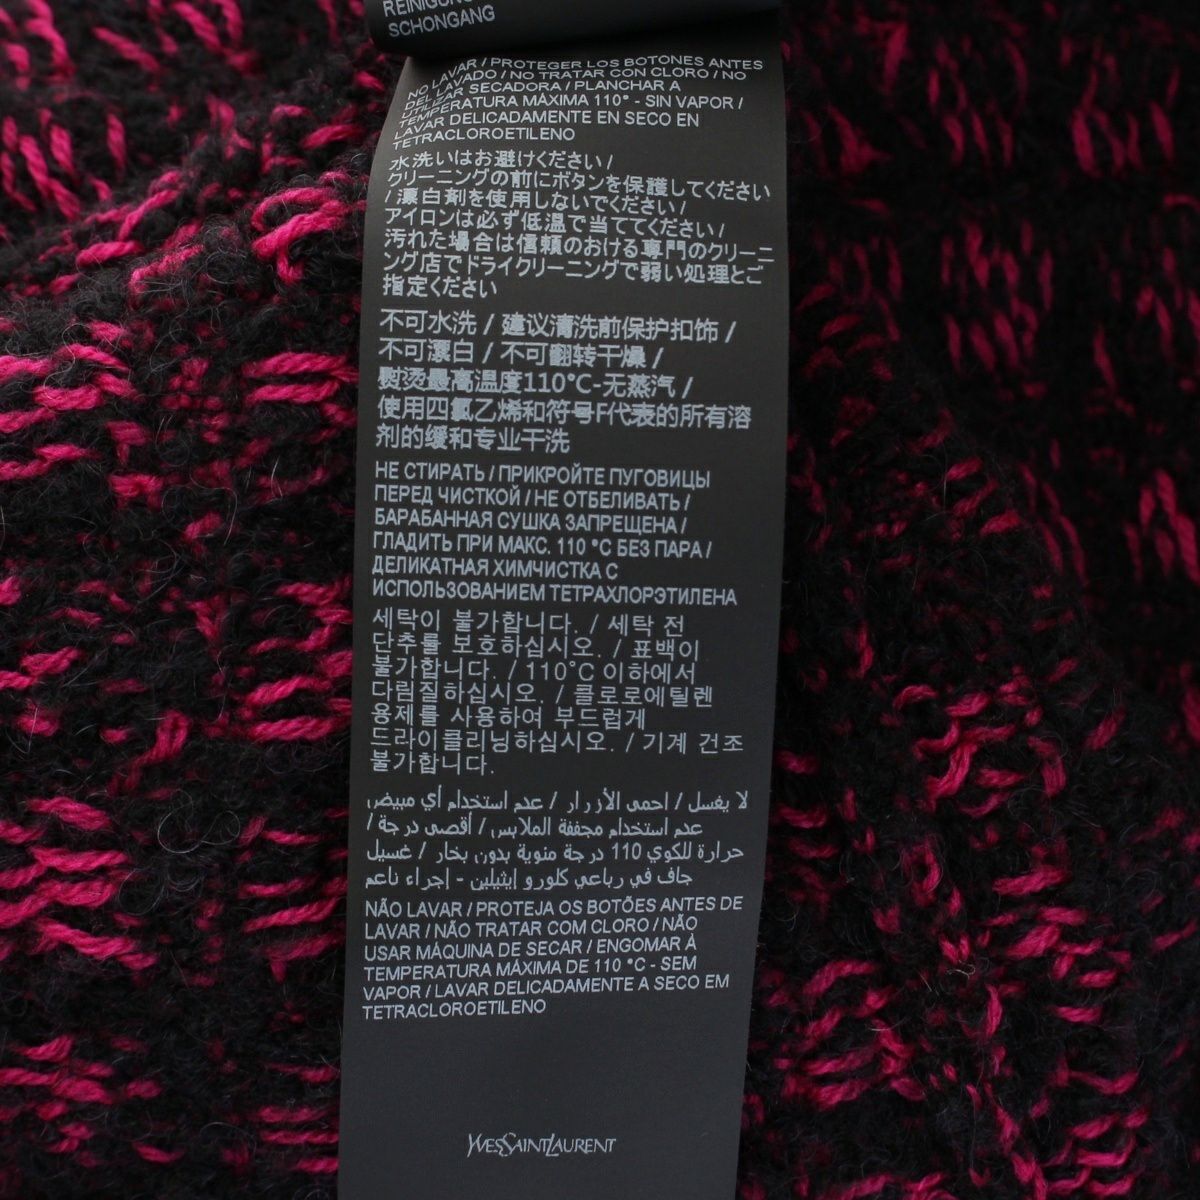 REINIGUNG
SCHONGANG
NO LAVAR / PROTEGER LOS BOTONES ANTES
DEL LAVADO / NO TRATAR CON CLORO / NO
UTILIZAR SECADORA / PLANCHAR A
TEMPERATURA MÁXIMA 110° - SIN VAPOR /
LAVAR DELICADAMENTE EN SECO EN
TETRACLOROETILENO
水洗いはお避けください /
クリーニングの前にボタンを保護してください
/ 漂白剤を使用しないでください /
アイロンは必ず低温で当ててください /
汚れた場合は信頼のおける専門のクリーニ
ング店でドライクリーニングで弱い処理とご
指定ください
不可水洗 / 建议清洗前保护扣饰 /
不可漂白 / 不可翻转干燥 /
熨烫最高温度110°C-无蒸汽 /
使用四氯乙烯和符号F代表的所有溶
剂的缓和专业干洗
НЕ СТИРАТЬ / ПРИКРОЙТЕ ПУГОВИЦЫ
ПЕРЕД ЧИСТКОЙ / НЕ ОТБЕЛИВАТЬ /
БАРАБАННАЯ СУШКА ЗАПРЕЩЕНА /
ГЛАДИТЬ ПРИ МАКС. 110 °C БЕЗ ПАРА /
ДЕЛИКАТНАЯ ХИМЧИСТКА С
ИСПОЛЬЗОВАНИЕМ ТЕТРАХЛОРЭТИЛЕНА
세탁이 불가합니다. / 세탁 전
단추를 보호하십시오. / 표백이
불가합니다. / 110°C 이하에서
다림질하십시오. / 클로로에틸렌
용제를 사용하여 부드럽게
드라이클리닝하십시오. / 기계 건조
불가합니다.
لا يغسل / احمى الأزرار / عدم استخدام أي مبيض
عدم استخدام مجففة الملابس / أقصى درجة /
حرارة للكوي 110 درجة مئوية بدون بخار / غسيل
جاف في رباعي كلورو إيثيلين - إجراء ناعم
NÃO LAVAR / PROTEJA OS BOTÕES ANTES DE
LAVAR / NÃO TRATAR COM CLORO / NÃO
USAR MÁQUINA DE SECAR / ENGOMAR À
TEMPERATURA MÁXIMA DE 110 °C - SEM
VAPOR / LAVAR DELICADAMENTE A SECO EM
TETRACLOROETILENO
YVESSAINTLAURENT